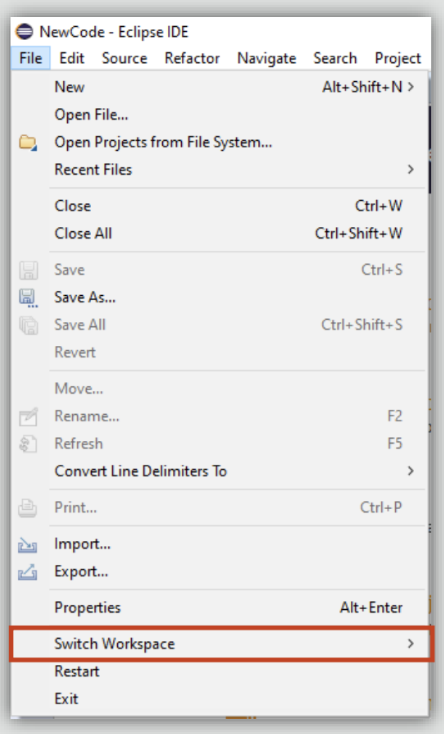 NewCode - Eclipse IDE
File Edit Source Refactor Navigate Search Project
New Alt+Shift+N >
Open File...
Open Projects from File System...
Recent Files >
Close Ctrl+W
Close All Ctrl+Shift+W
Save Ctrl+S
Save As...
Save All Ctrl+Shift+S
Revert
Move...
Rename... F2
Refresh F5
Convert Line Delimiters To >
Print... Ctrl+P
Import...
Export...
Properties Alt+Enter
Switch Workspace >
Restart
Exit